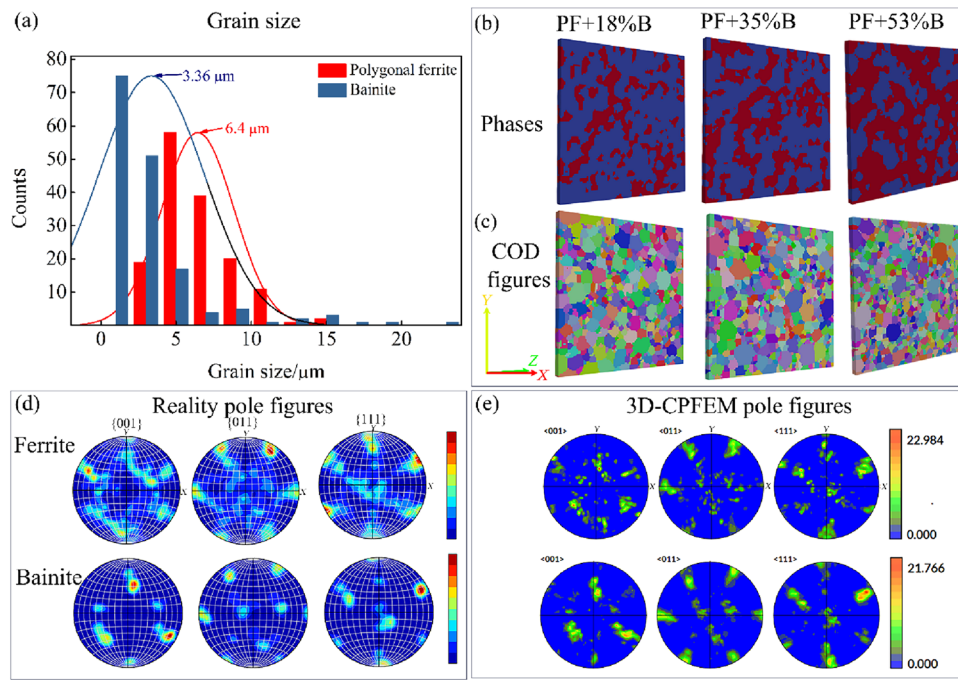 (a)
Grain size
3.36 μm
6.4 μm
Polygonal ferrite
Bainite
Counts
80
70
60
50
40
30
20
10
0
5
10
15
20
Grain size/μm
(b)
PF+18%B
PF+35%B
PF+53%B
Phases
(c)
COD
figures
Y
Z
X
(d)
Reality pole figures
{001}
{011}
{111}
Y
Y
Y
Ferrite
X
X
X
Bainite
(e)
3D-CPFEM pole figures
<001>
Y
<011>
Y
<111>
Y
X
X
X
22.984
0.000
<001>
<011>
<111>
21.766
0.000